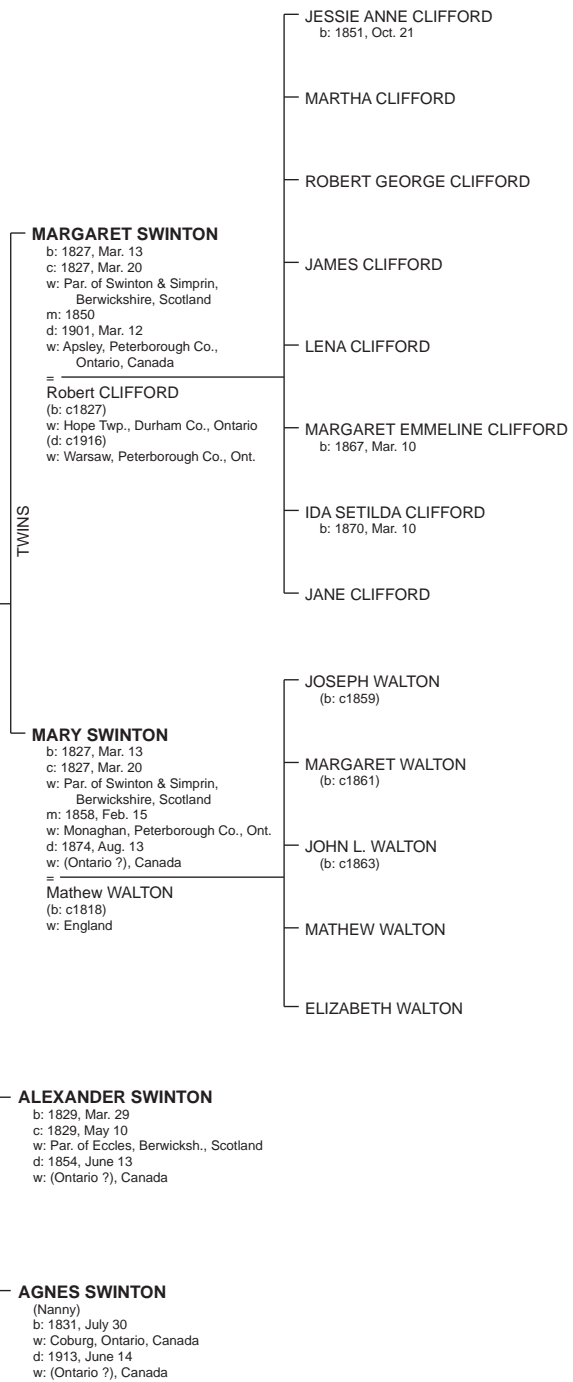 JESSIE ANNE CLIFFORD
b: 1851, Oct. 21
MARTHA CLIFFORD
ROBERT GEORGE CLIFFORD
MARGARET SWINTON
b: 1827, Mar. 13
c: 1827, Mar. 20
w: Par. of Swinton & Simprin,
Berwickshire, Scotland
m: 1850
d: 1901, Mar. 12
w: Apsley, Peterborough Co.,
Ontario, Canada
=
Robert CLIFFORD
(b: c1827)
w: Hope Twp., Durham Co., Ontario
(d: c1916)
w: Warsaw, Peterborough Co., Ont.
JAMES CLIFFORD
LENA CLIFFORD
MARGARET EMMELINE CLIFFORD
b: 1867, Mar. 10
IDA SETILDA CLIFFORD
b: 1870, Mar. 10
JANE CLIFFORD
TWINS
JOSEPH WALTON
(b: c1859)
MARY SWINTON
b: 1827, Mar. 13
c: 1827, Mar. 20
w: Par. of Swinton & Simprin,
Berwickshire, Scotland
m: 1858, Feb. 15
w: Monaghan, Peterborough Co., Ont.
d: 1874, Aug. 13
w: (Ontario ?), Canada
=
Mathew WALTON
(b: c1818)
w: England
MARGARET WALTON
(b: c1861)
JOHN L. WALTON
(b: c1863)
MATHEW WALTON
ELIZABETH WALTON
ALEXANDER SWINTON
b: 1829, Mar. 29
c: 1829, May 10
w: Par. of Eccles, Berwicksh., Scotland
d: 1854, June 13
w: (Ontario ?), Canada
AGNES SWINTON
(Nanny)
b: 1831, July 30
w: Coburg, Ontario, Canada
d: 1913, June 14
w: (Ontario ?), Canada